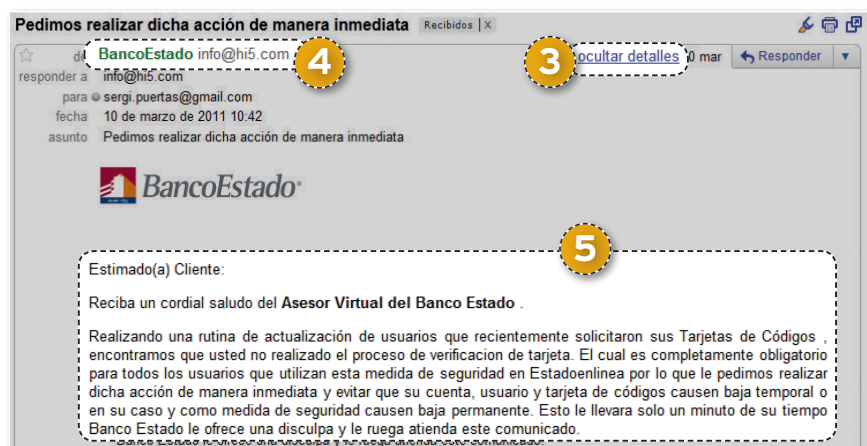 Pedimos realizar dicha acción de manera inmediata Recibidos X
de BancoEstado info@hi5.com 4 3 ocultar detalles 0 mar Responder
responder a info@hi5.com
para sergi.puertas@gmail.com
fecha 10 de marzo de 2011 10:42
asunto Pedimos realizar dicha acción de manera inmediata
BancoEstado
5
Estimado(a) Cliente:
Reciba un cordial saludo del Asesor Virtual del Banco Estado .
Realizando una rutina de actualización de usuarios que recientemente solicitaron sus Tarjetas de Códigos ,
encontramos que usted no realizado el proceso de verificacion de tarjeta. El cual es completamente obligatorio
para todos los usuarios que utilizan esta medida de seguridad en Estadoenlinea por lo que le pedimos realizar
dicha acción de manera inmediata y evitar que su cuenta, usuario y tarjeta de códigos causen baja temporal o
en su caso y como medida de seguridad causen baja permanente. Esto le llevara solo un minuto de su tiempo
Banco Estado le ofrece una disculpa y le ruega atienda este comunicado.